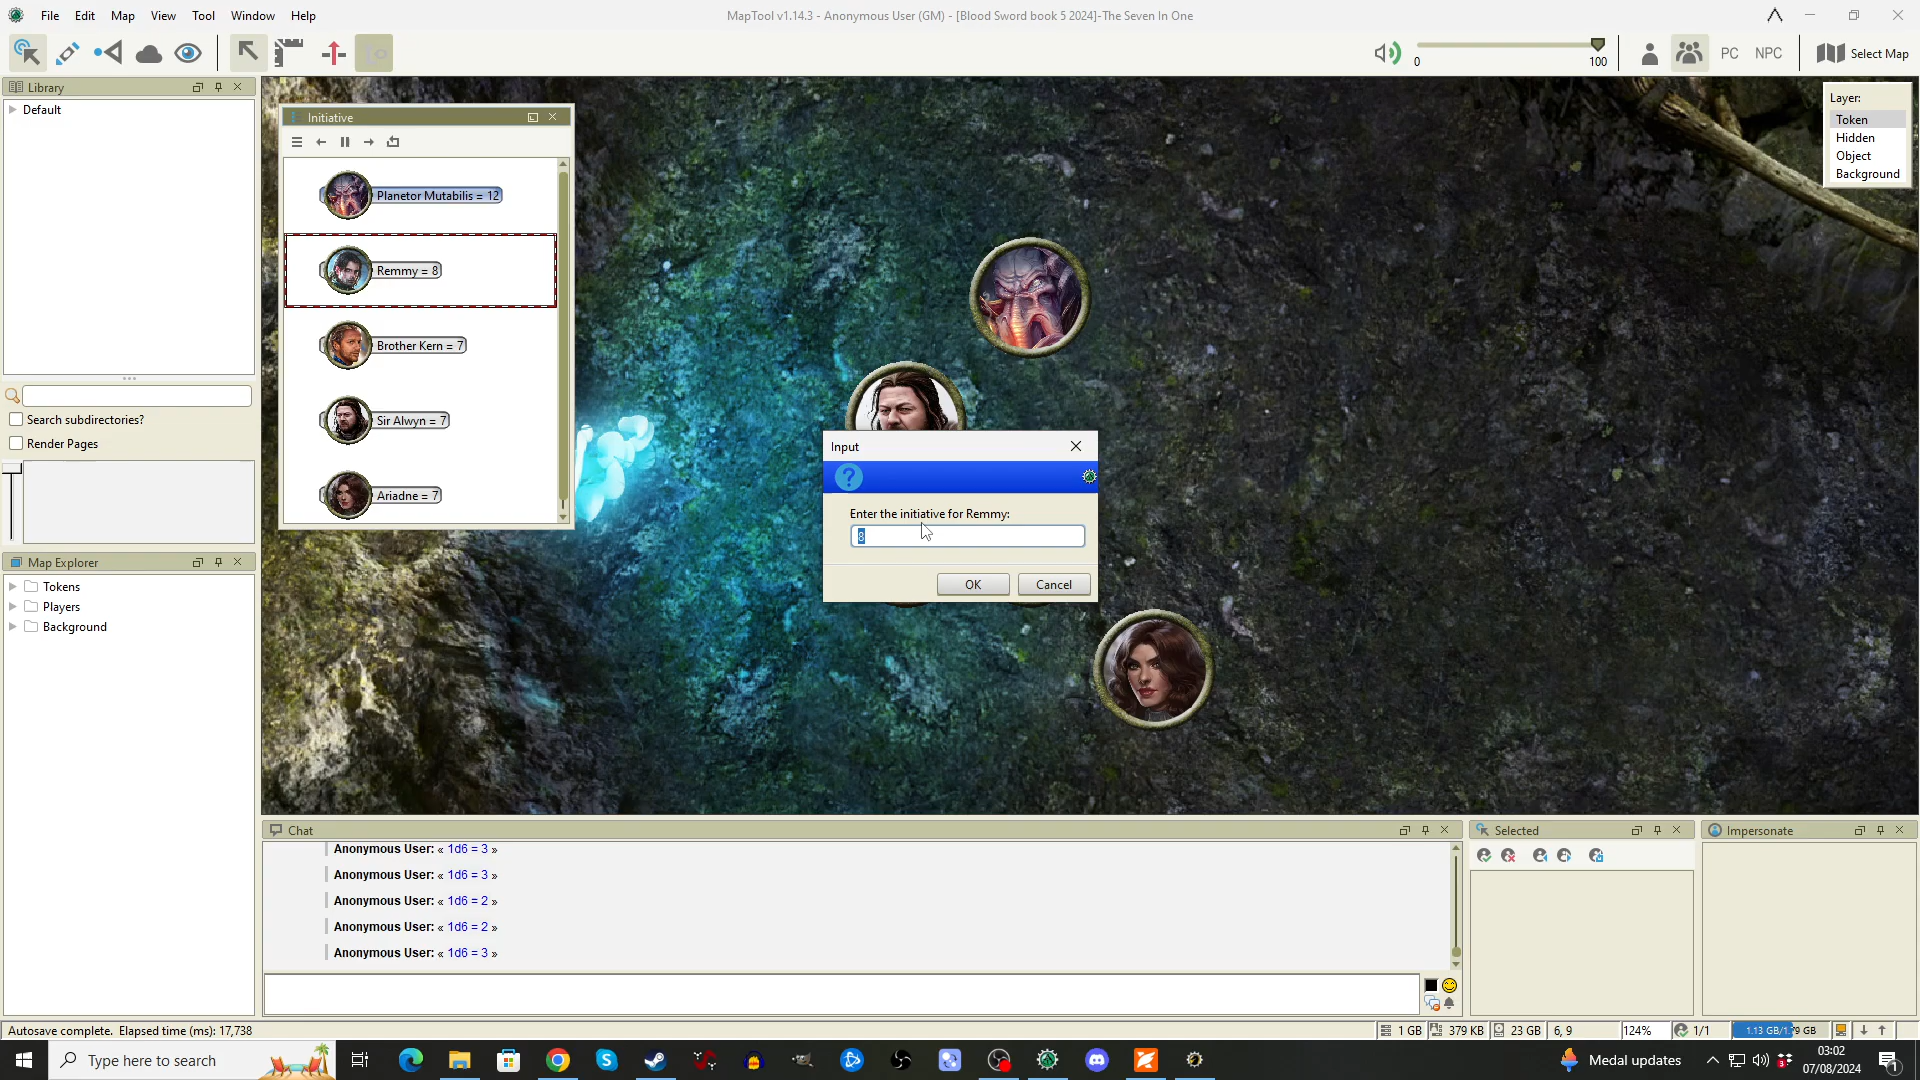 File Edit Map View Tool Window Help
MapTool v1.14.3 - Anonymous User (GM) - [Blood Sword book 5 2024]-The Seven In One
0 100
PC NPC Select Map
Library
Default
Search subdirectories?
Render Pages
Map Explorer
Tokens
Players
Background
Initiative
Planetor Mutabilis = 12
Remmy = 8
Brother Kern = 7
Sir Alwyn = 7
Ariadne = 7
Layer:
Token
Hidden
Object
Background
Input
Enter the initiative for Remmy:
8
OK Cancel
Chat
Anonymous User: « 1d6 = 3 »
Anonymous User: « 1d6 = 3 »
Anonymous User: « 1d6 = 2 »
Anonymous User: « 1d6 = 2 »
Anonymous User: « 1d6 = 3 »
Selected
Impersonate
Autosave complete. Elapsed time (ms): 17,738
1 GB 379 KB 23 GB 6, 9 124% 1/1
Type here to search
Medal updates
03:02
07/08/2024
1